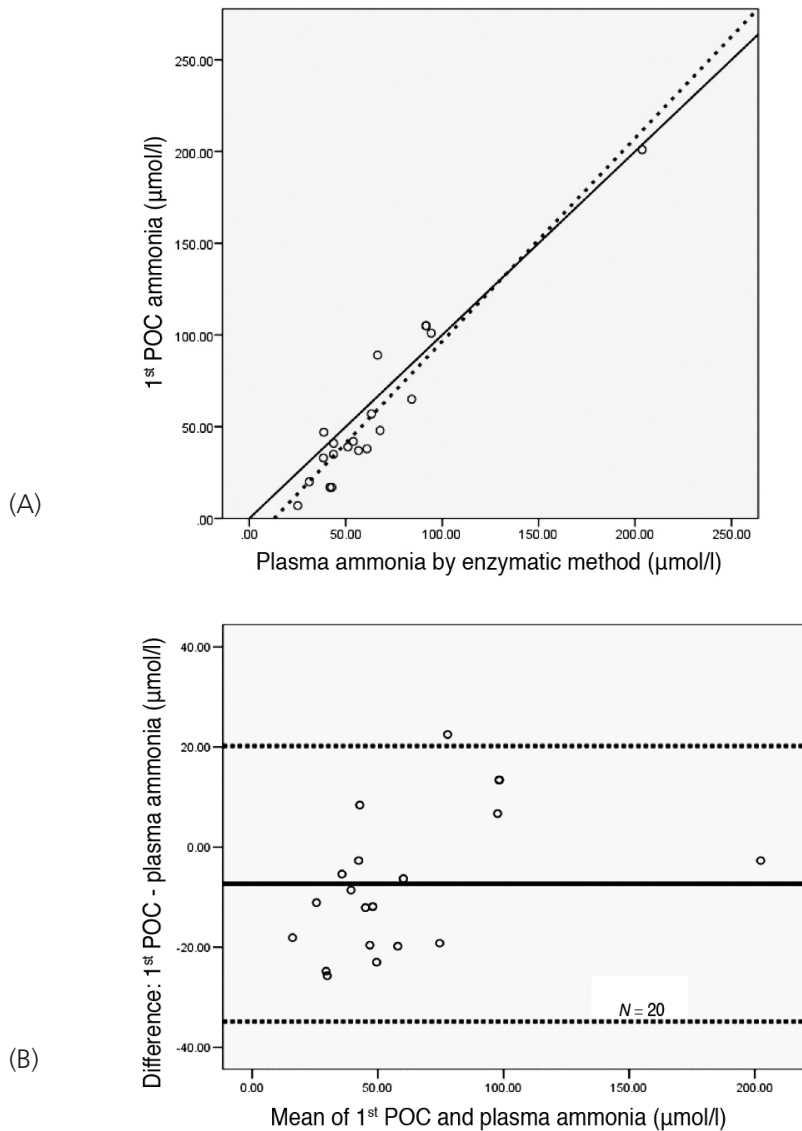 250.00
200.00
150.00
100.00
50.00
.00
1st POC ammonia (µmol/l)
.00 50.00 100.00 150.00 200.00 250.00
Plasma ammonia by enzymatic method (µmol/l)
(A)
40.00
20.00
0.00
-20.00
-40.00
Difference: 1st POC - plasma ammonia (µmol/l)
N = 20
0.00 50.00 100.00 150.00 200.00
Mean of 1st POC and plasma ammonia (µmol/l)
(B)